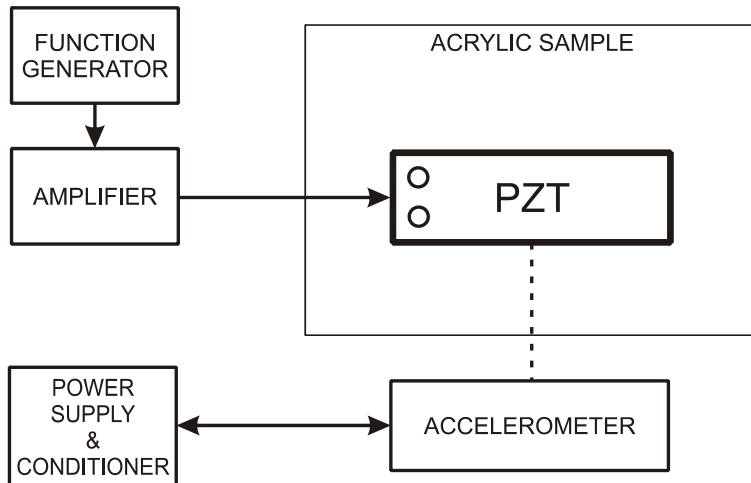 FUNCTION
GENERATOR
ACRYLIC SAMPLE
AMPLIFIER
PZT
POWER
SUPPLY
&
CONDITIONER
ACCELEROMETER